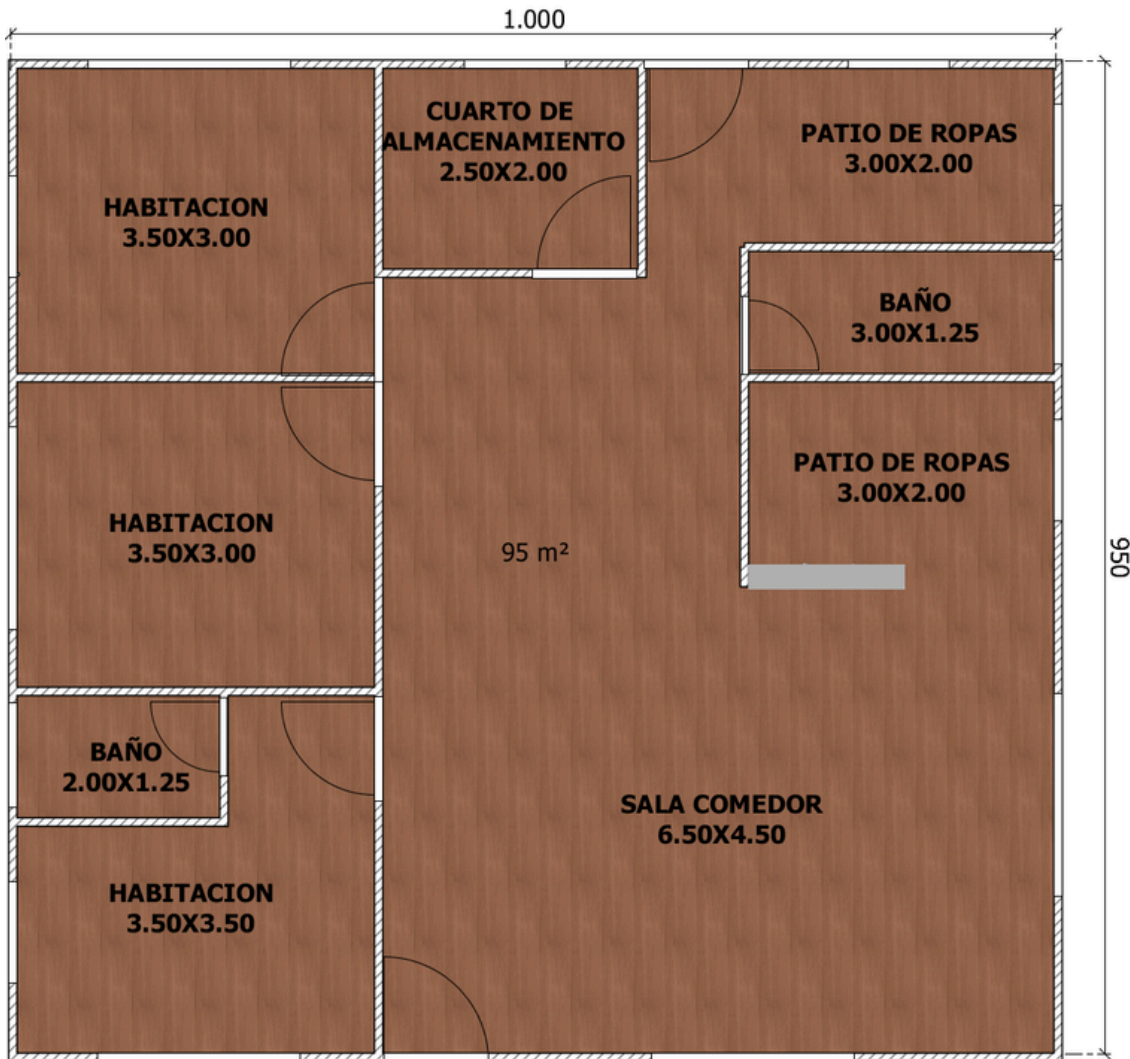 1.000
CUARTO DE
ALMACENAMIENTO
2.50X2.00
PATIO DE ROPAS
3.00X2.00
HABITACION
3.50X3.00
BAÑO
3.00X1.25
PATIO DE ROPAS
3.00X2.00
HABITACION
3.50X3.00
95 m²
950
BAÑO
2.00X1.25
SALA COMEDOR
6.50X4.50
HABITACION
3.50X3.50